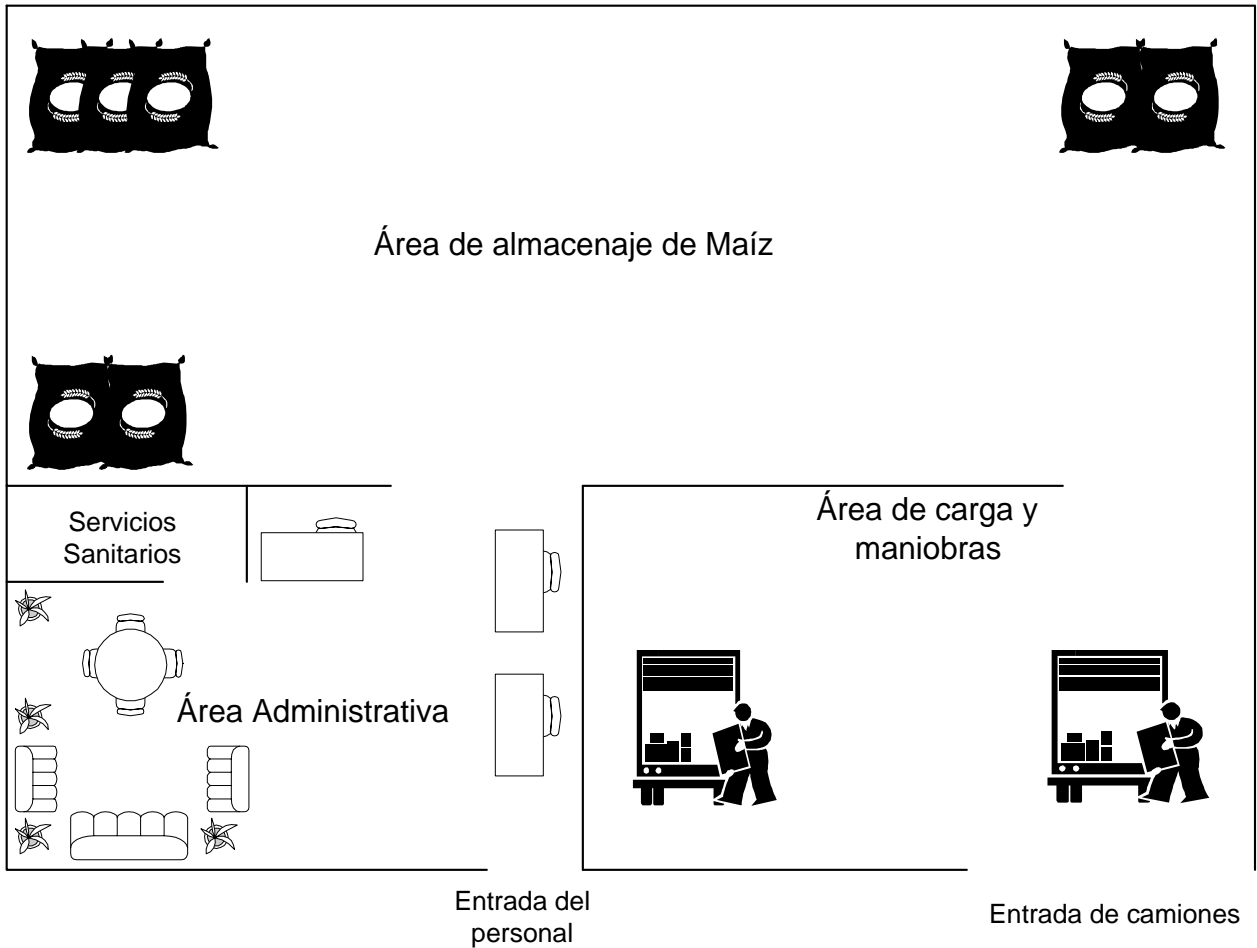 Área de almacenaje de Maíz
Servicios
Sanitarios
Área de carga y
maniobras
Área Administrativa
Entrada del
personal
Entrada de camiones